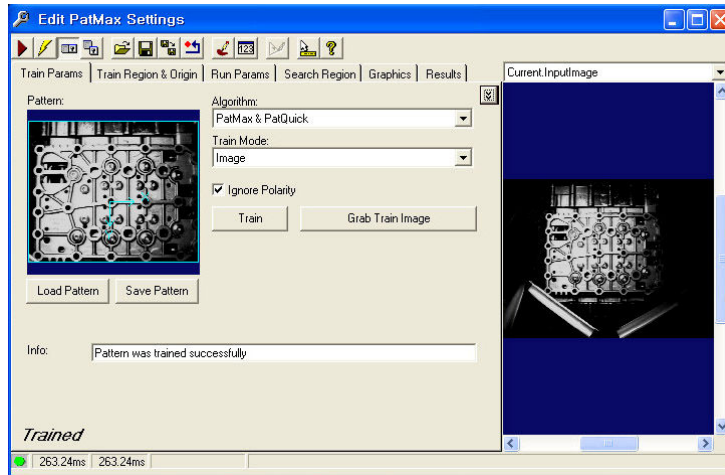 Edit PatMax Settings
123
Train Params Train Region & Origin Run Params Search Region Graphics Results
Current.InputImage
Pattern:
Algorithm:
PatMax & PatQuick
Train Mode:
Image
Ignore Polarity
Train Grab Train Image
Load Pattern Save Pattern
Info: Pattern was trained successfully
Trained
263.24ms 263.24ms